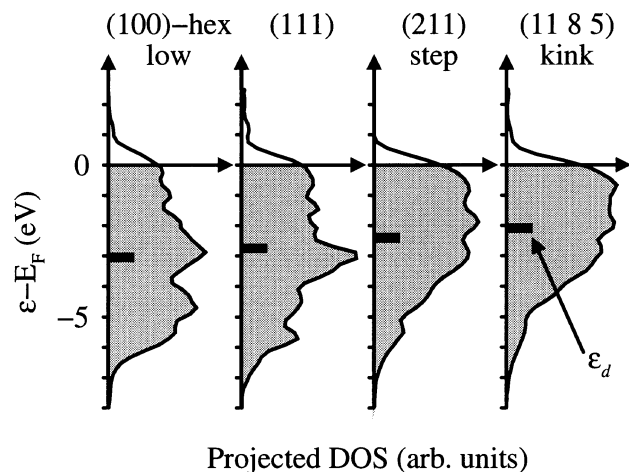 (100)−hex (111) (211) (11 8 5)
low step kink
0
−5
ε−E_F (eV)
ε_d
Projected DOS (arb. units)